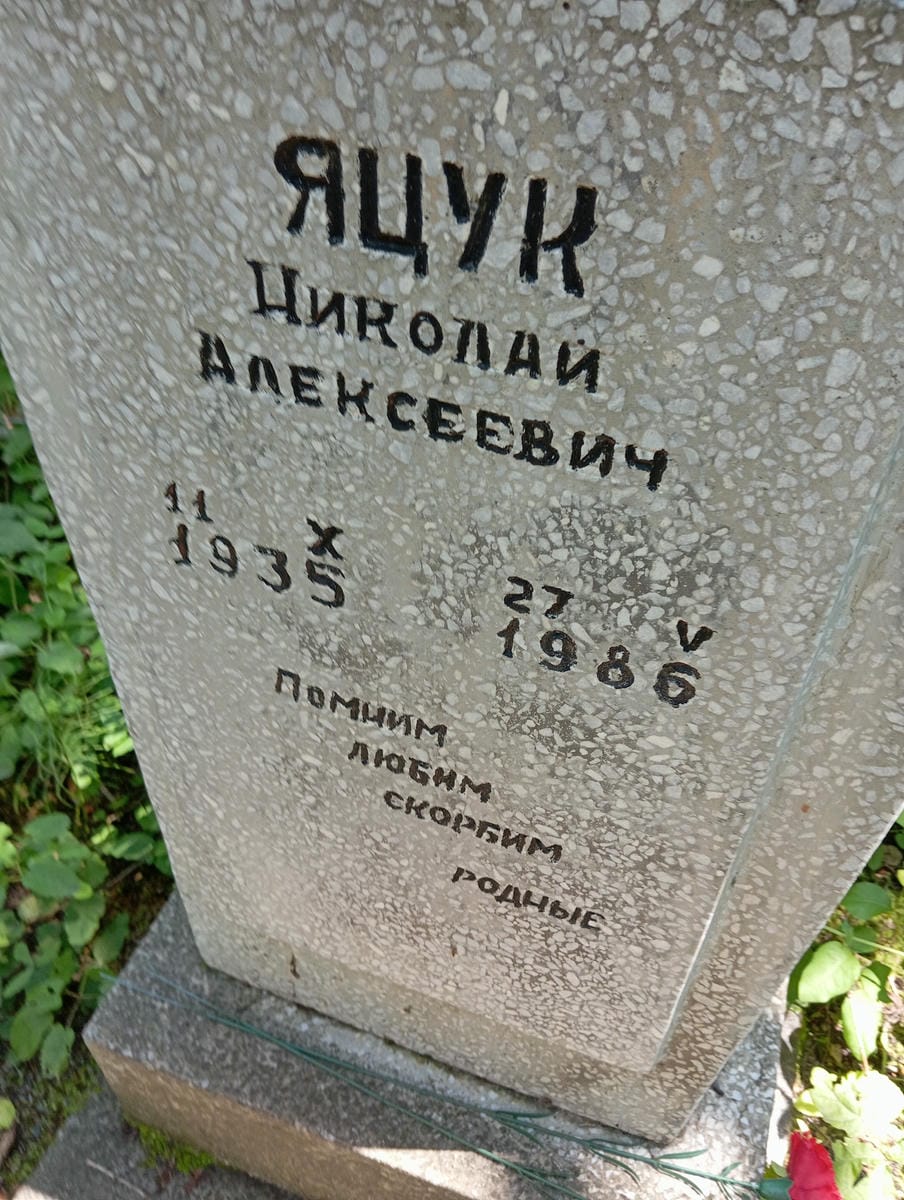 ЯЦУК
НИКОЛАЙ
АЛЕКСЕЕВИЧ
11 X
1935
27 V
1986
ПОМНИМ
ЛЮБИМ
СКОРБИМ
РОДНЫЕ